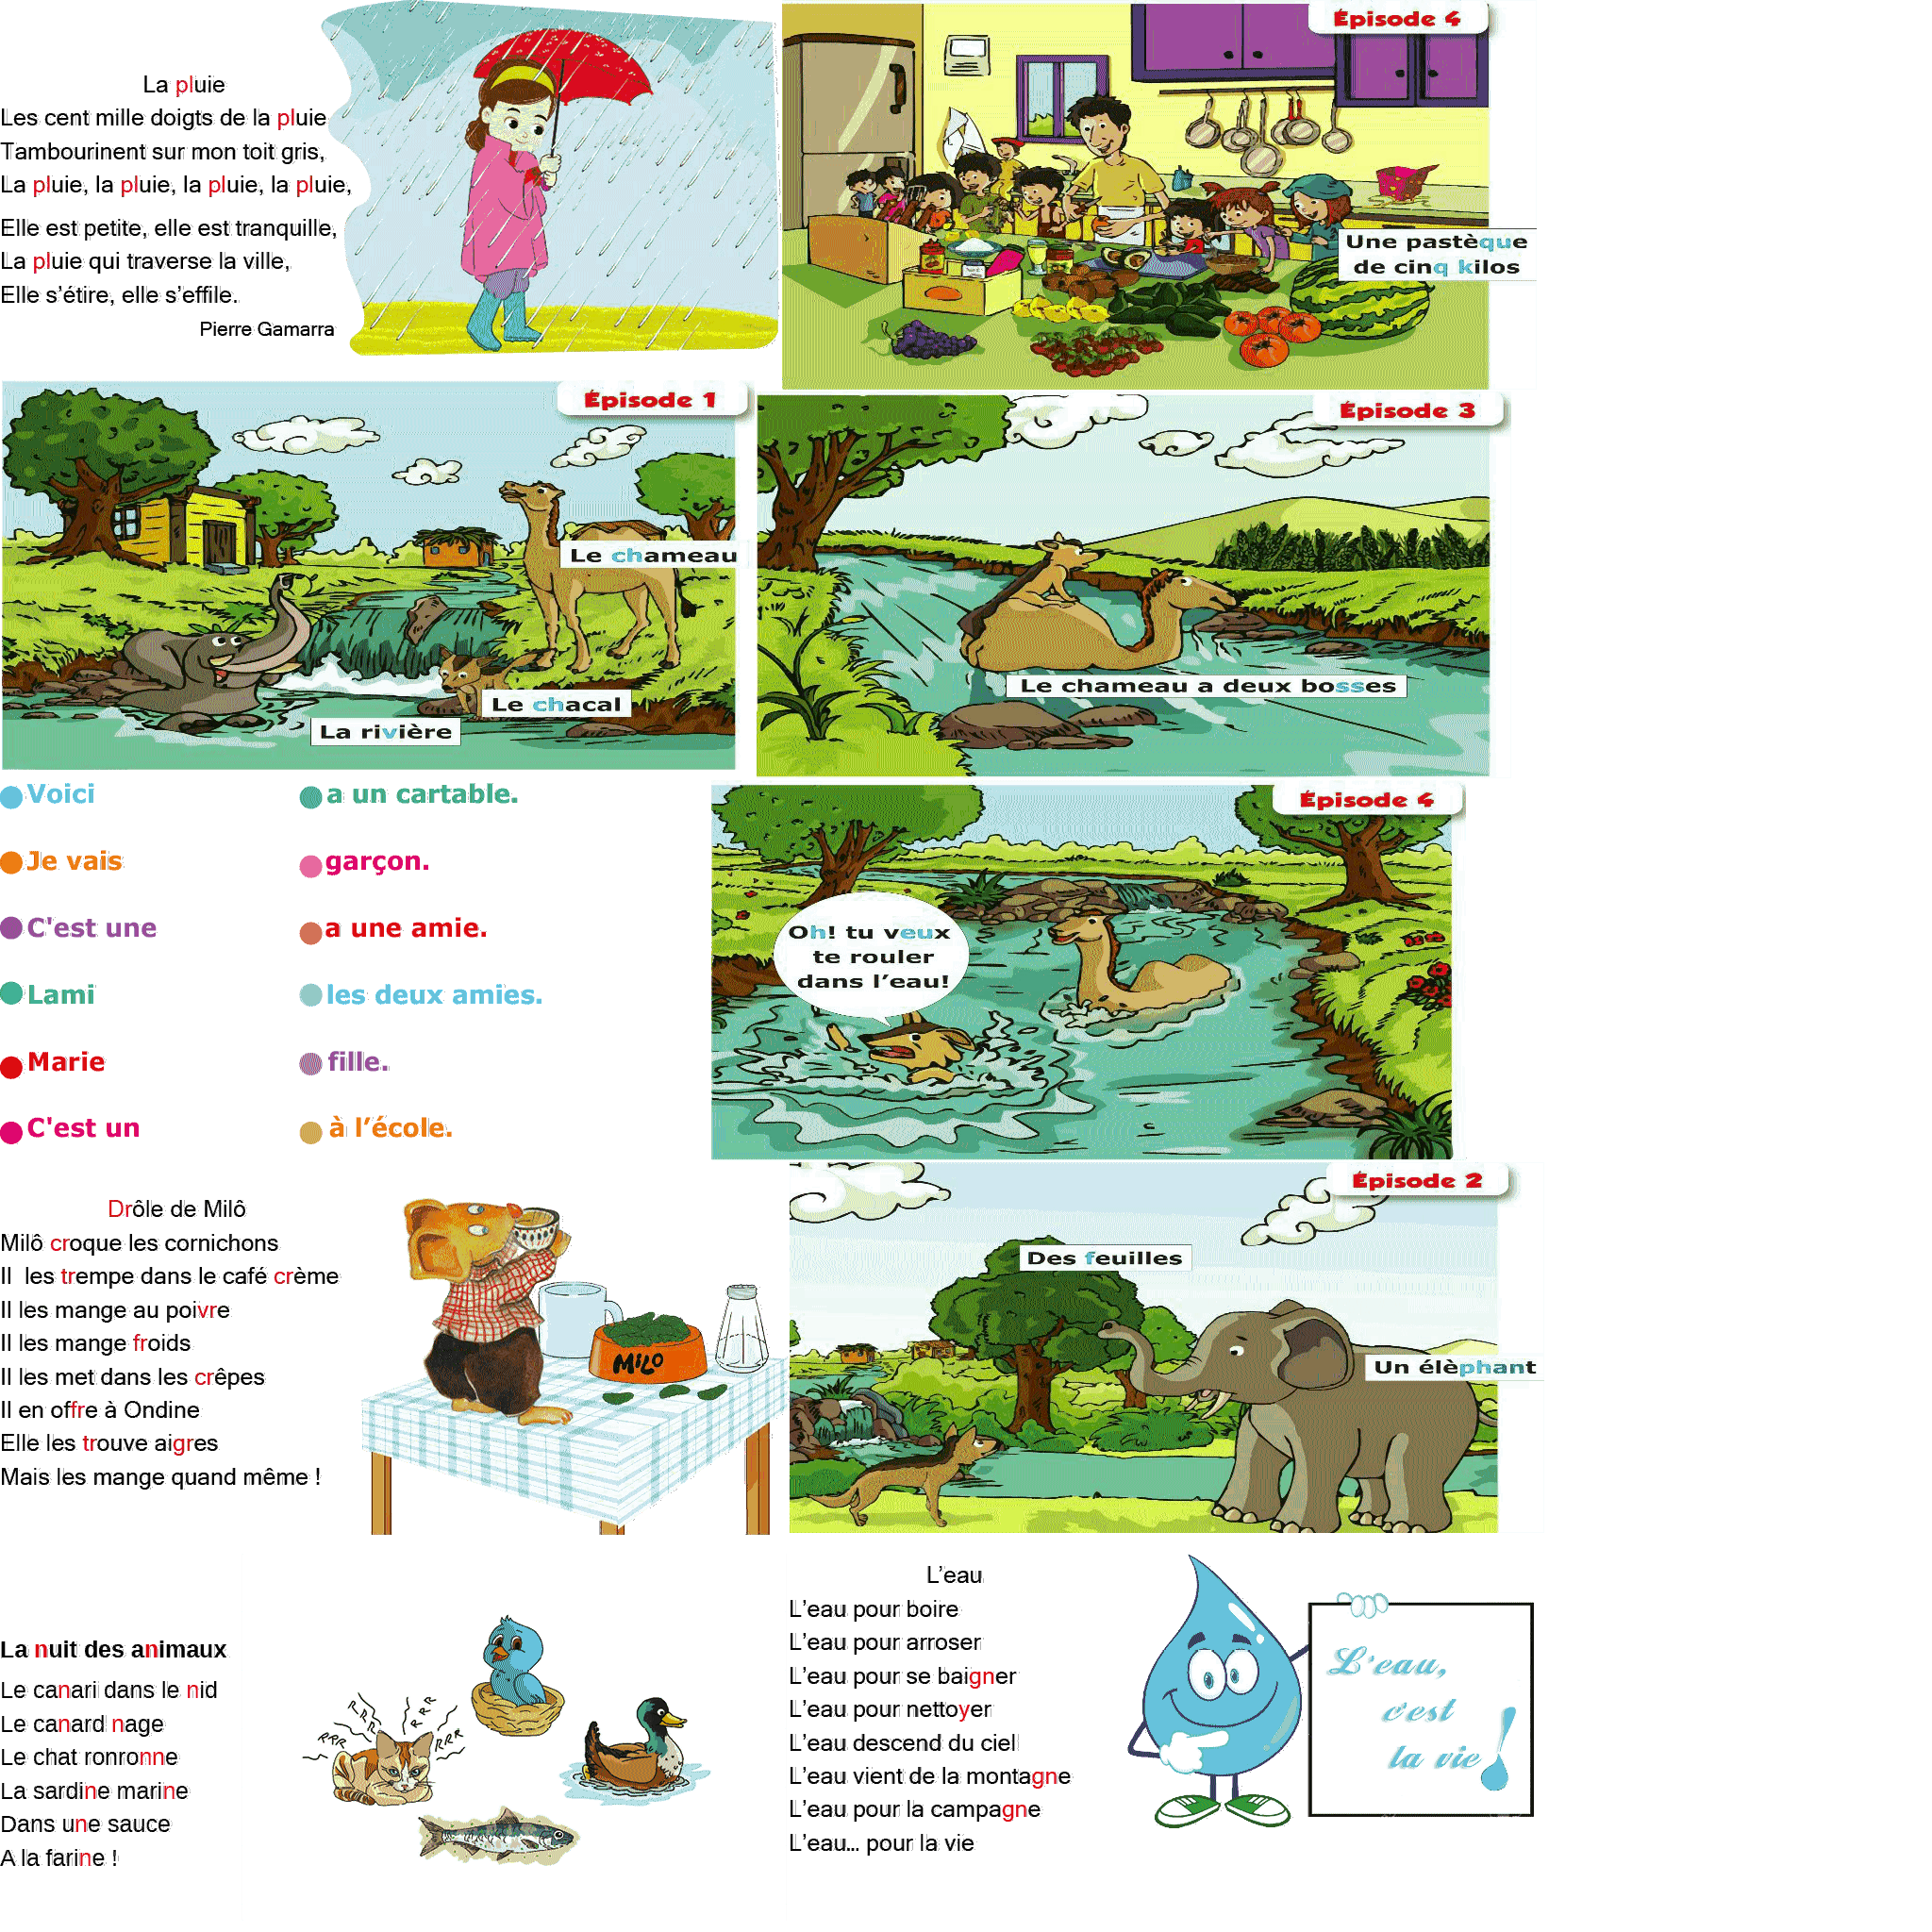 La pluie
Les cent mille doigts de la pluie
Tambourinent sur mon toit gris,
La pluie, la pluie, la pluie, la pluie,
Elle est petite, elle est tranquille,
La pluie qui traverse la ville,
Elle s’étire, elle s’effile.
Pierre Gamarra
Épisode 4
Une pastèque
de cinq kilos
Épisode 1
Le chameau
Le chacal
La rivière
Épisode 3
Le chameau a deux bosses
Voici
a un cartable.
Je vais
garçon.
C'est une
a une amie.
Lami
les deux amies.
Marie
fille.
C'est un
à l’école.
Épisode 4
Oh! tu veux
te rouler
dans l’eau!
Drôle de Milô
Milô croque les cornichons
Il les trempe dans le café crème
Il les mange au poivre
Il les mange froids
Il les met dans les crêpes
Il en offre à Ondine
Elle les trouve aigres
Mais les mange quand même !
MiLO
Épisode 2
Des feuilles
Un élèphant
La nuit des animaux
Le canari dans le nid
Le canard nage
Le chat ronronne
La sardine marine
Dans une sauce
A la farine !
RRR
RRR
RRR
RRR
RRR
L’eau
L’eau pour boire
L’eau pour arroser
L’eau pour se baigner
L’eau pour nettoyer
L’eau descend du ciel
L’eau vient de la montagne
L’eau pour la campagne
L’eau... pour la vie
L'eau,
c'est
la vie !